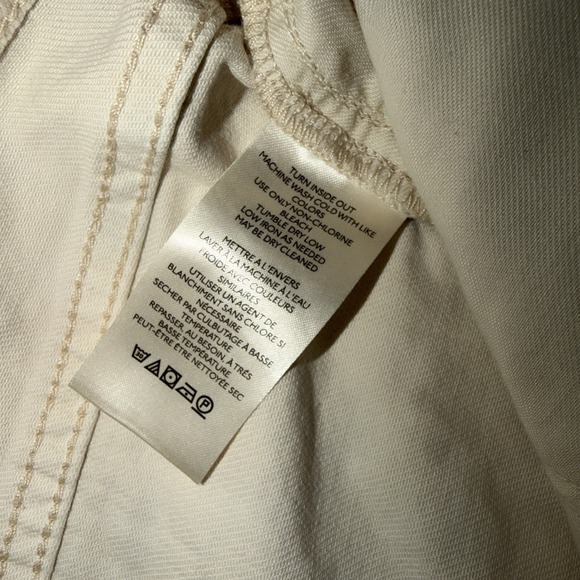 TURN INSIDE OUT
MACHINE WASH COLD WITH LIKE
COLORS
USE ONLY NON-CHLORINE
BLEACH
TUMBLE DRY LOW
LOW IRON AS NEEDED
MAY BE DRY CLEANED
METTRE A L'ENVERS
LAVER À LA MACHINE À L'EAU
FROIDE AVEC COULEURS
SIMILAIRES
UTILISER UN AGENT DE
BLANCHIMENT SANS CHLORE SI
NÉCESSAIRE
SECHER PAR CULBUTAGE À BASSE
TEMPÉRATURE
REPASSER, AU BESOIN, À TRÈS
BASSE TEMPÉRATURE
PEUT-ÊTRE ÊTRE NETTOYÉE SEC
P